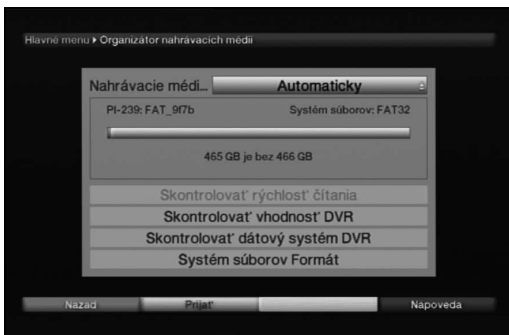 Hlavné menu ▸ Organizátor nahrávacích médií
Nahrávacie médi... Automaticky
PI-239: FAT_9f7b Systém súborov: FAT32
465 GB je bez 466 GB
Skontrolovať rýchlosť čítania
Skontrolovať vhodnosť DVR
Skontrolovať dátový systém DVR
Systém súborov Formát
Nazad Prijať Nápoveda